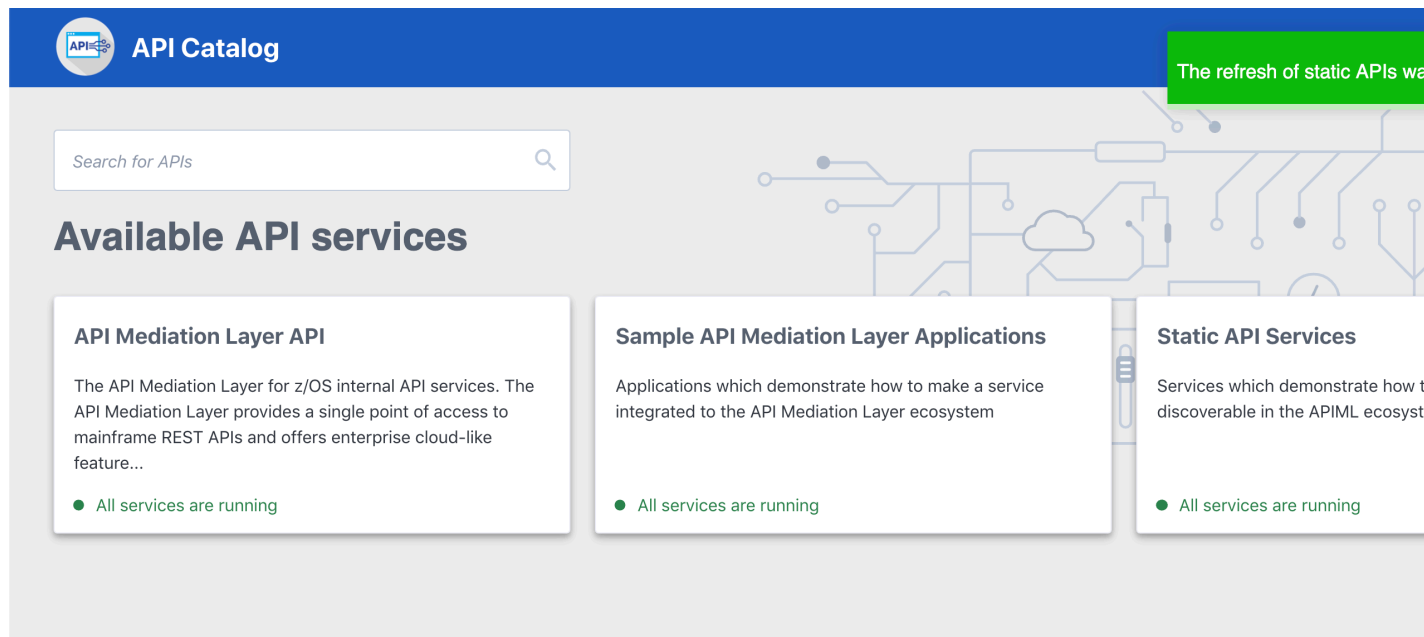 API
API Catalog
The refresh of static APIs
Search for APIs
Available API services
API Mediation Layer API
The API Mediation Layer for z/OS internal API services. The
API Mediation Layer provides a single point of access to
mainframe REST APIs and offers enterprise cloud-like
feature...
All services are running
Sample API Mediation Layer Applications
Applications which demonstrate how to make a service
integrated to the API Mediation Layer ecosystem
All services are running
Static API Services
Services which demonstrate how
discoverable in the APIML
All services are running